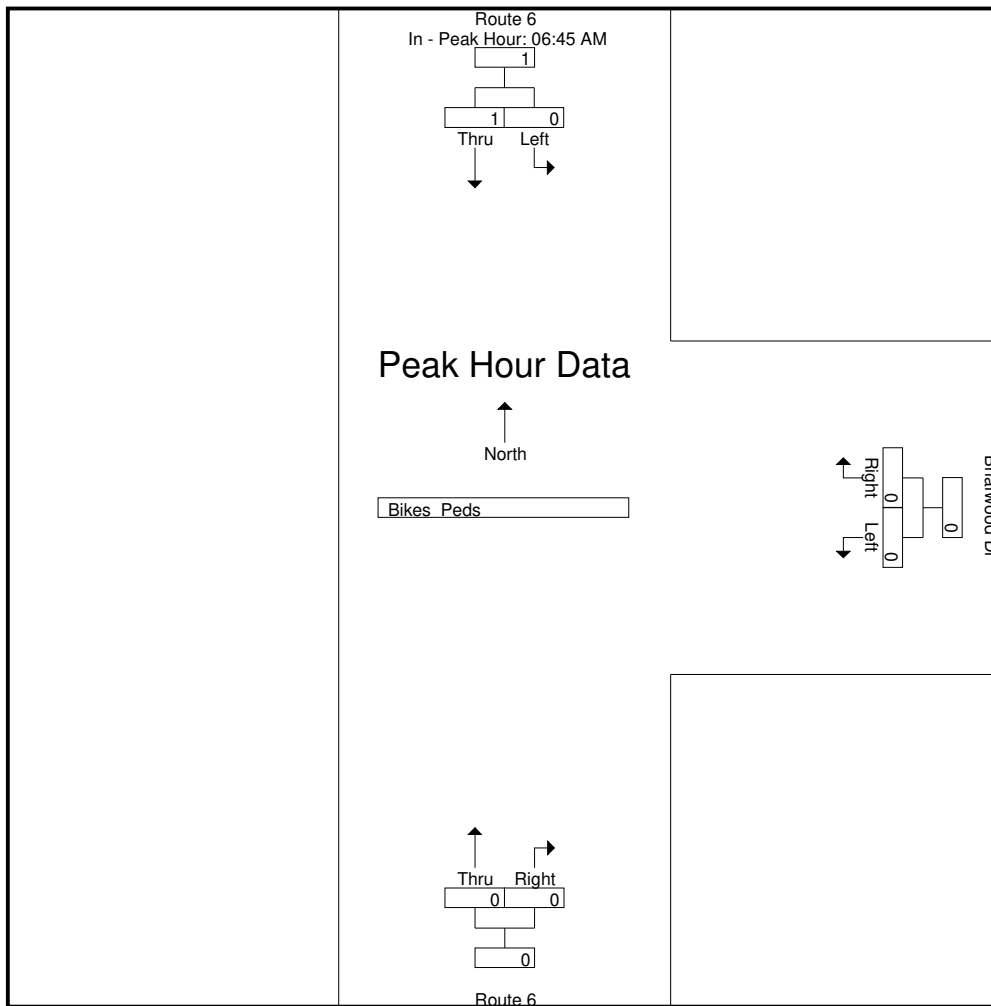 Route 6
In - Peak Hour: 06:45 AM
1
1 0
Thru Left
Peak Hour Data
North
Bikes Peds
Right Left
0 0
0
Thru Right
0 0
0
Route 6